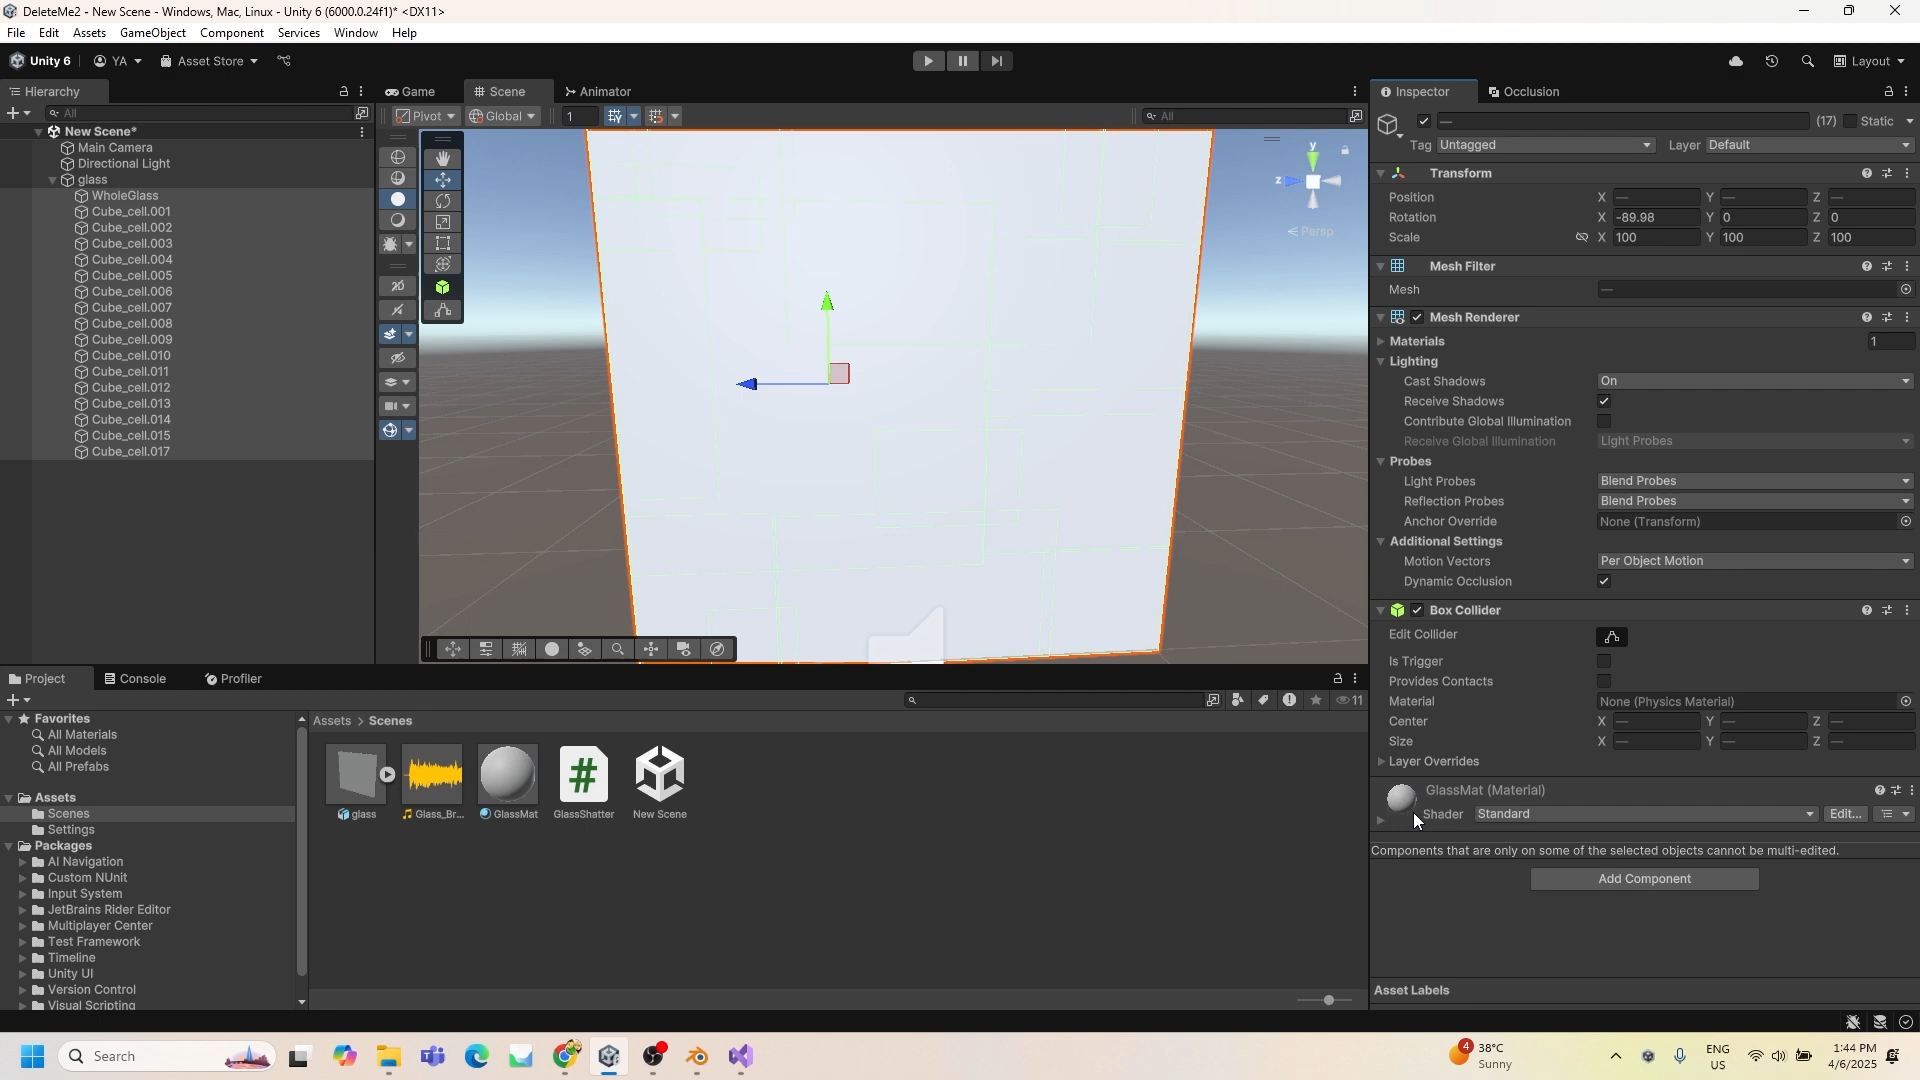 DeleteMe2 - New Scene - Windows, Mac, Linux - Unity 6 (6000.0.24f1)* <DX11>
File Edit Assets GameObject Component Services Window Help
Unity 6 YA Asset Store Layout
Hierarchy
All
New Scene*
Main Camera
Directional Light
glass
WholeGlass
Cube_cell.001
Cube_cell.002
Cube_cell.003
Cube_cell.004
Cube_cell.005
Cube_cell.006
Cube_cell.007
Cube_cell.008
Cube_cell.009
Cube_cell.010
Cube_cell.011
Cube_cell.012
Cube_cell.013
Cube_cell.014
Cube_cell.015
Cube_cell.017
Game Scene Animator
Pivot Global 1 All
y
z
Persp
Inspector Occlusion
— (17) Static
Tag Untagged Layer Default
Transform
Position X — Y — Z —
Rotation X -89.98 Y 0 Z 0
Scale X 100 Y 100 Z 100
Mesh Filter
Mesh —
Mesh Renderer
Materials 1
Lighting
Cast Shadows On
Receive Shadows
Contribute Global Illumination
Receive Global Illumination Light Probes
Probes
Light Probes Blend Probes
Reflection Probes Blend Probes
Anchor Override None (Transform)
Additional Settings
Motion Vectors Per Object Motion
Dynamic Occlusion
Box Collider
Edit Collider
Is Trigger
Provides Contacts
Material None (Physics Material)
Center X — Y — Z —
Size X — Y — Z —
Layer Overrides
GlassMat (Material)
Shader Standard Edit...
Components that are only on some of the selected objects cannot be multi-edited.
Add Component
Asset Labels
Project Console Profiler
11
Favorites
All Materials
All Models
All Prefabs
Assets
Scenes
Settings
Packages
AI Navigation
Custom NUnit
Input System
JetBrains Rider Editor
Multiplayer Center
Test Framework
Timeline
Unity UI
Version Control
Visual Scripting
Assets > Scenes
glass Glass_Br... GlassMat GlassShatter New Scene
Search
4 38°C
Sunny
ENG
US
1:44 PM
4/6/2025